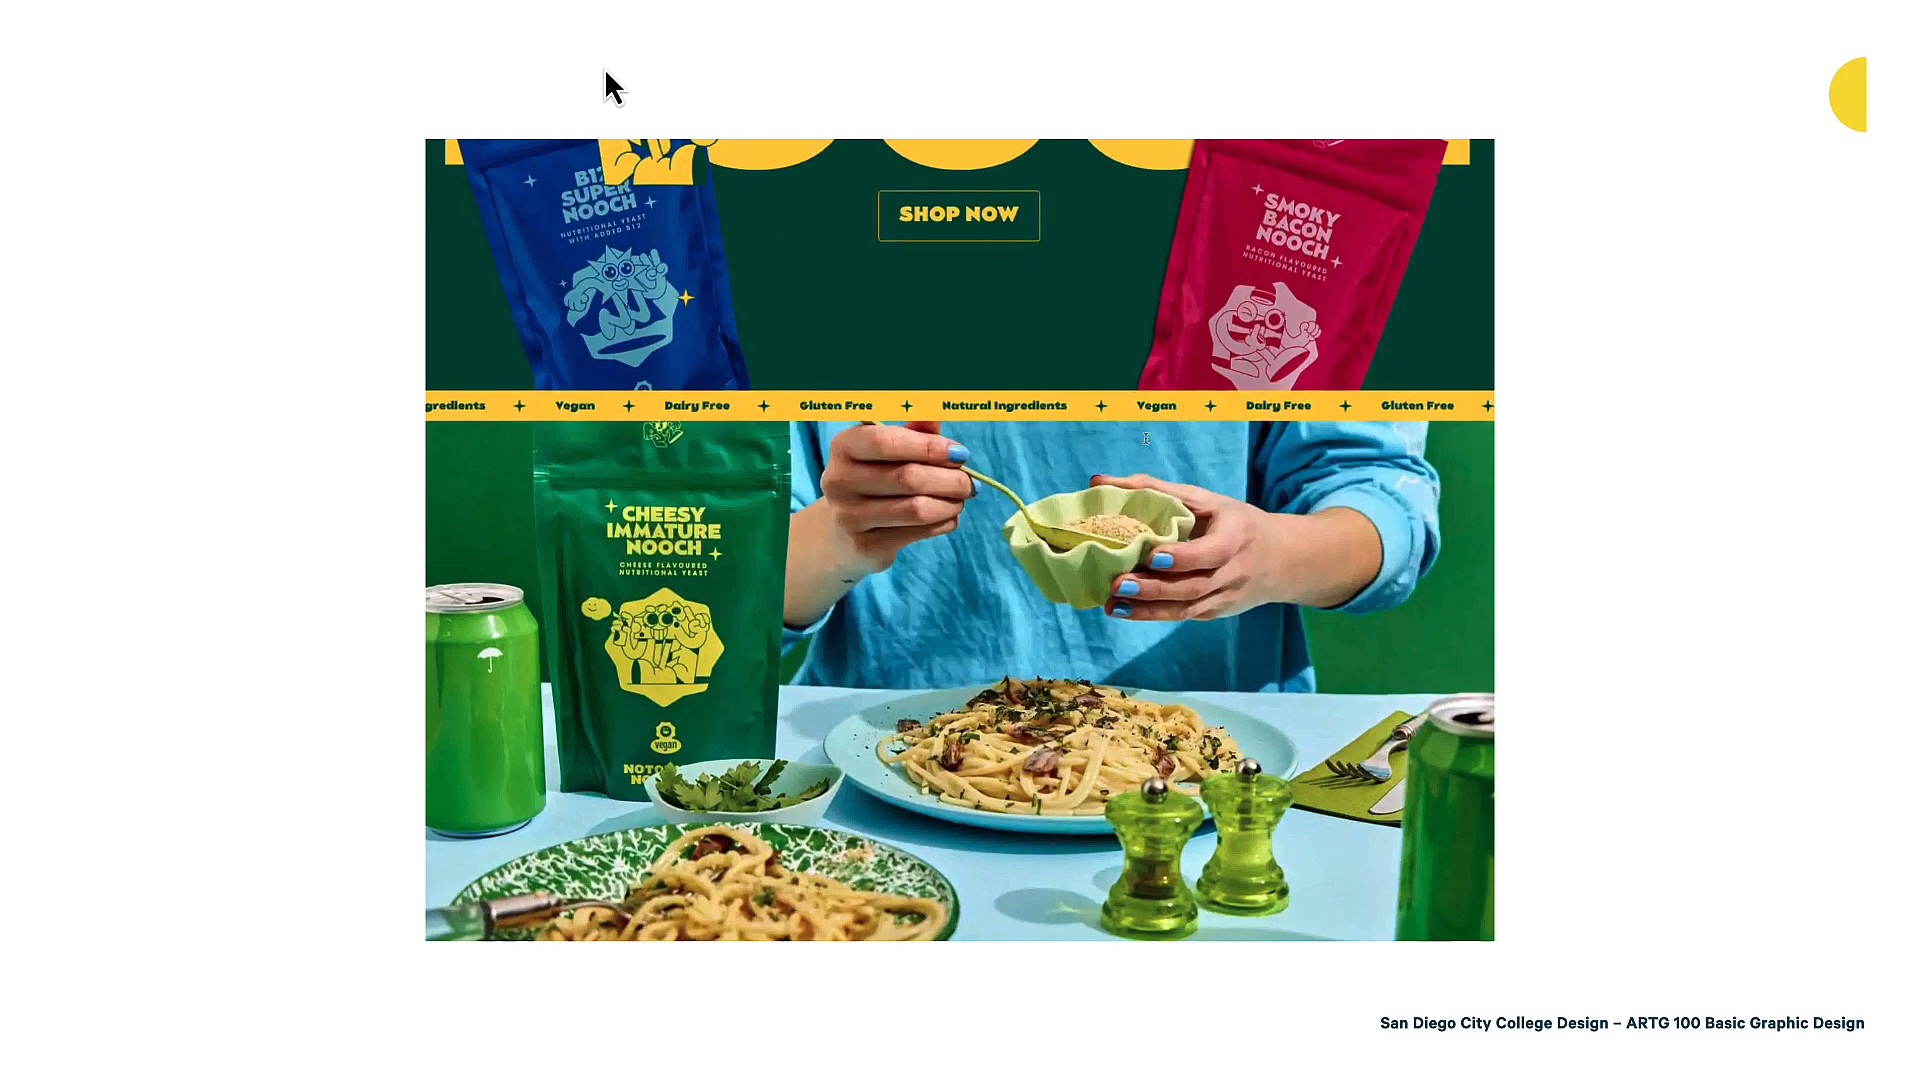 B12
SUPER
NOOCH
NUTRITIONAL YEAST
WITH ADDED B12
SHOP NOW
SMOKY
BACON
NOOCH
BACON FLAVOURED
NUTRITIONAL YEAST
gredients Vegan Dairy Free Gluten Free Natural Ingredients Vegan Dairy Free Gluten Free
CHEESY
IMMATURE
NOOCH
CHEESE FLAVOURED
NUTRITIONAL YEAST
vegan
San Diego City College Design – ARTG 100 Basic Graphic Design